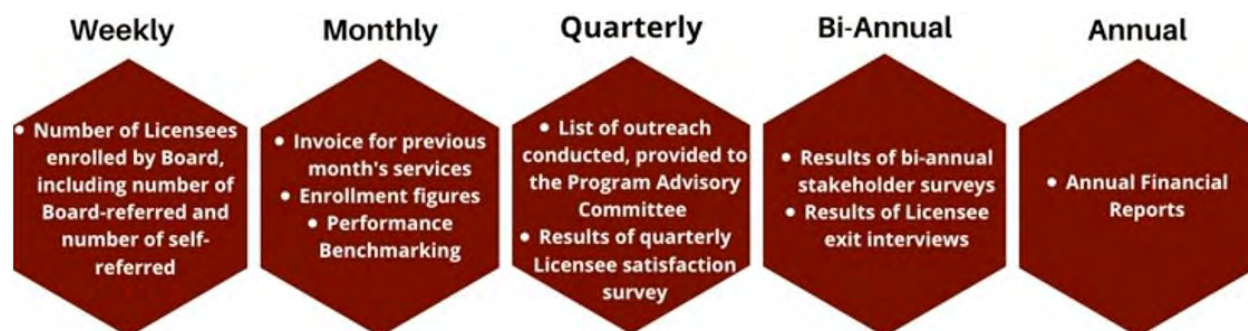 Weekly
Monthly
Quarterly
Bi-Annual
Annual
• Number of Licensees
enrolled by Board,
including number of
Board-referred and
number of self-
referred
• Invoice for previous
month's services
• Enrollment figures
• Performance
Benchmarking
• List of outreach
conducted, provided to
the Program Advisory
Committee
• Results of quarterly
Licensee satisfaction
survey
• Results of bi-annual
stakeholder surveys
• Results of Licensee
exit interviews
• Annual Financial
Reports